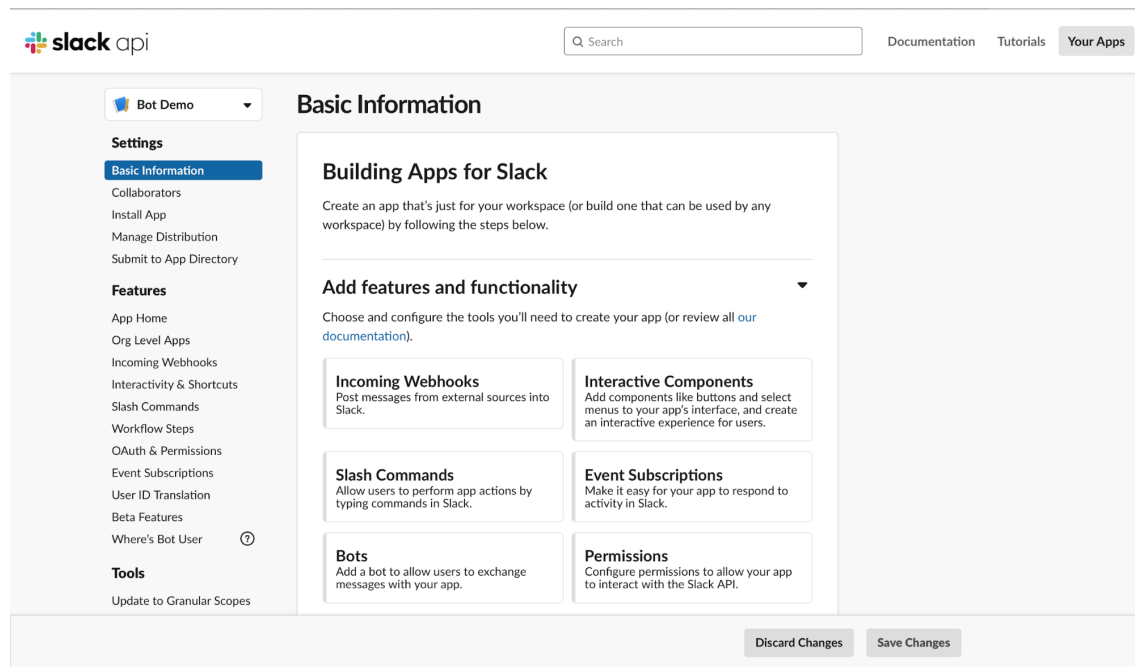 slack api
Search
Documentation
Tutorials
Your Apps
Bot Demo
Settings
Basic Information
Collaborators
Install App
Manage Distribution
Submit to App Directory
Features
App Home
Org Level Apps
Incoming Webhooks
Interactivity & Shortcuts
Slash Commands
Workflow Steps
OAuth & Permissions
Event Subscriptions
User ID Translation
Beta Features
Where's Bot User ?
Tools
Update to Granular Scopes
Basic Information
Building Apps for Slack
Create an app that's just for your workspace (or build one that can be used by any
workspace) by following the steps below.
Add features and functionality
Choose and configure the tools you'll need to create your app (or review all our
documentation).
Incoming Webhooks
Post messages from external sources into
Slack.
Interactive Components
Add components like buttons and select
menus to your app's interface, and create
an interactive experience for users.
Slash Commands
Allow users to perform app actions by
typing commands in Slack.
Event Subscriptions
Make it easy for your app to respond to
activity in Slack.
Bots
Add a bot to allow users to exchange
messages with your app.
Permissions
Configure permissions to allow your app
to interact with the Slack API.
Discard Changes
Save Changes